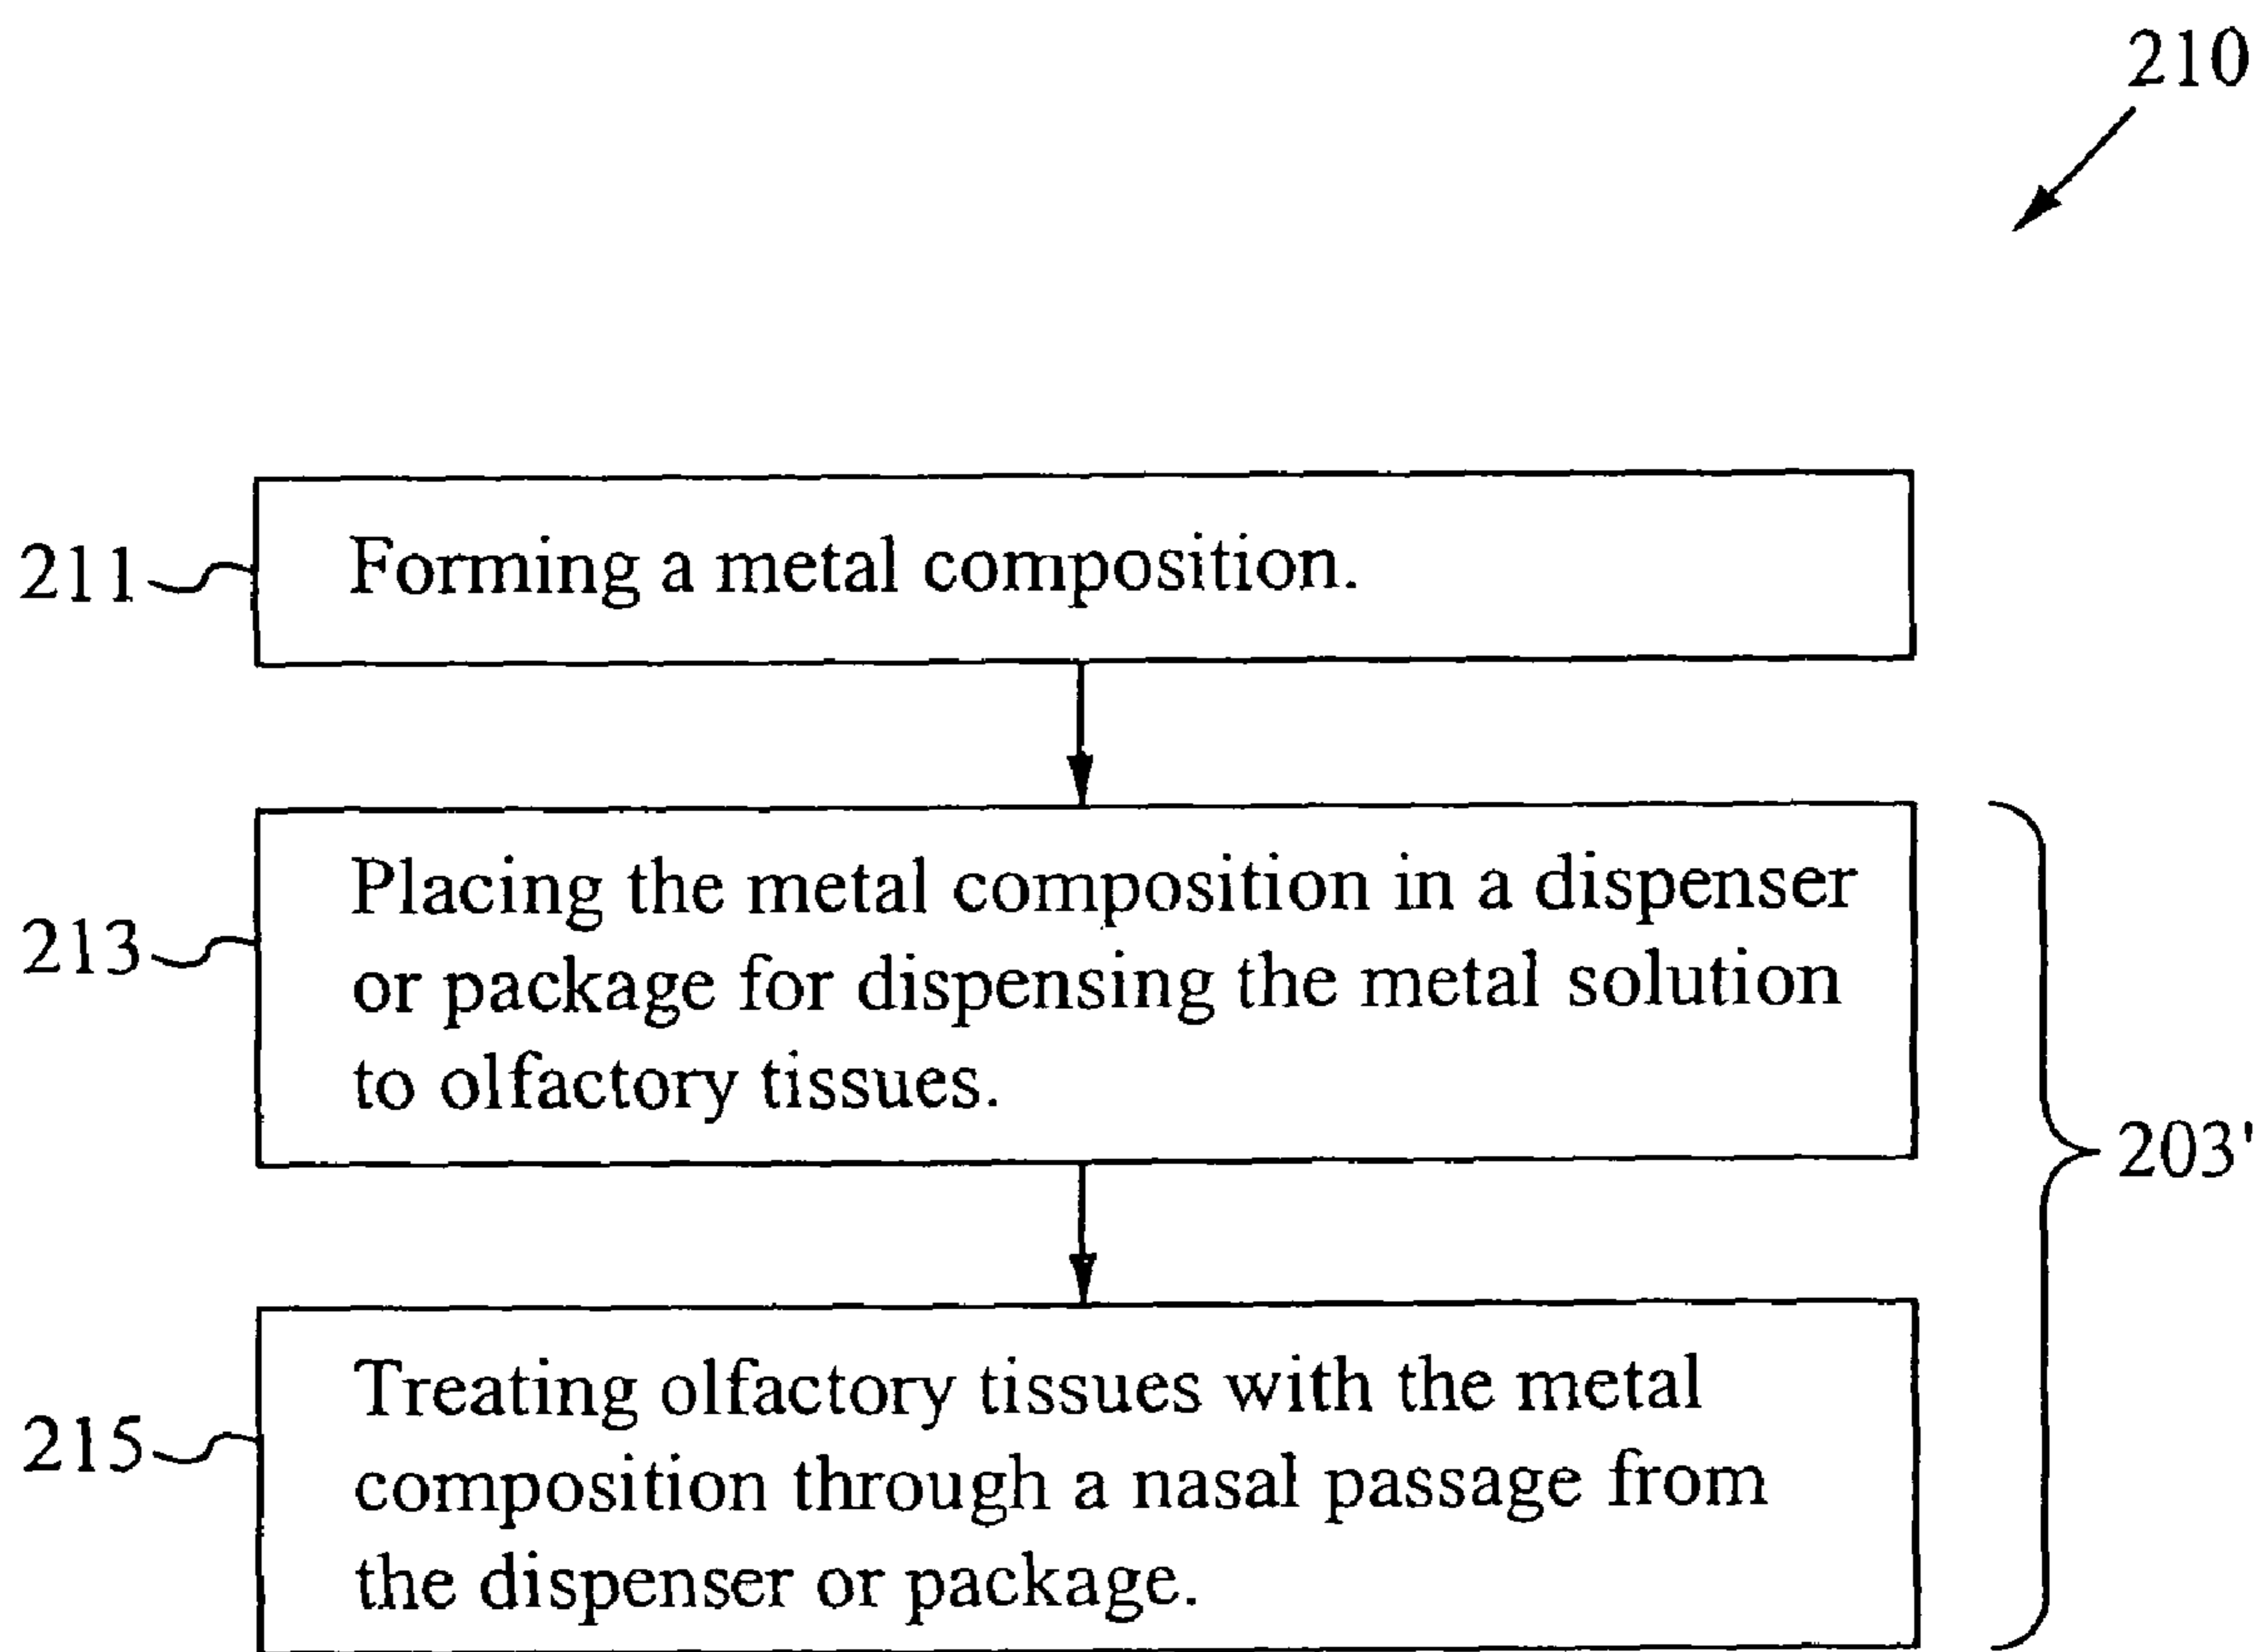 210
211
Forming a metal composition.
213
Placing the metal composition in a dispenser
or package for dispensing the metal solution
to olfactory tissues.
203'
215
Treating olfactory tissues with the metal
composition through a nasal passage from
the dispenser or package.